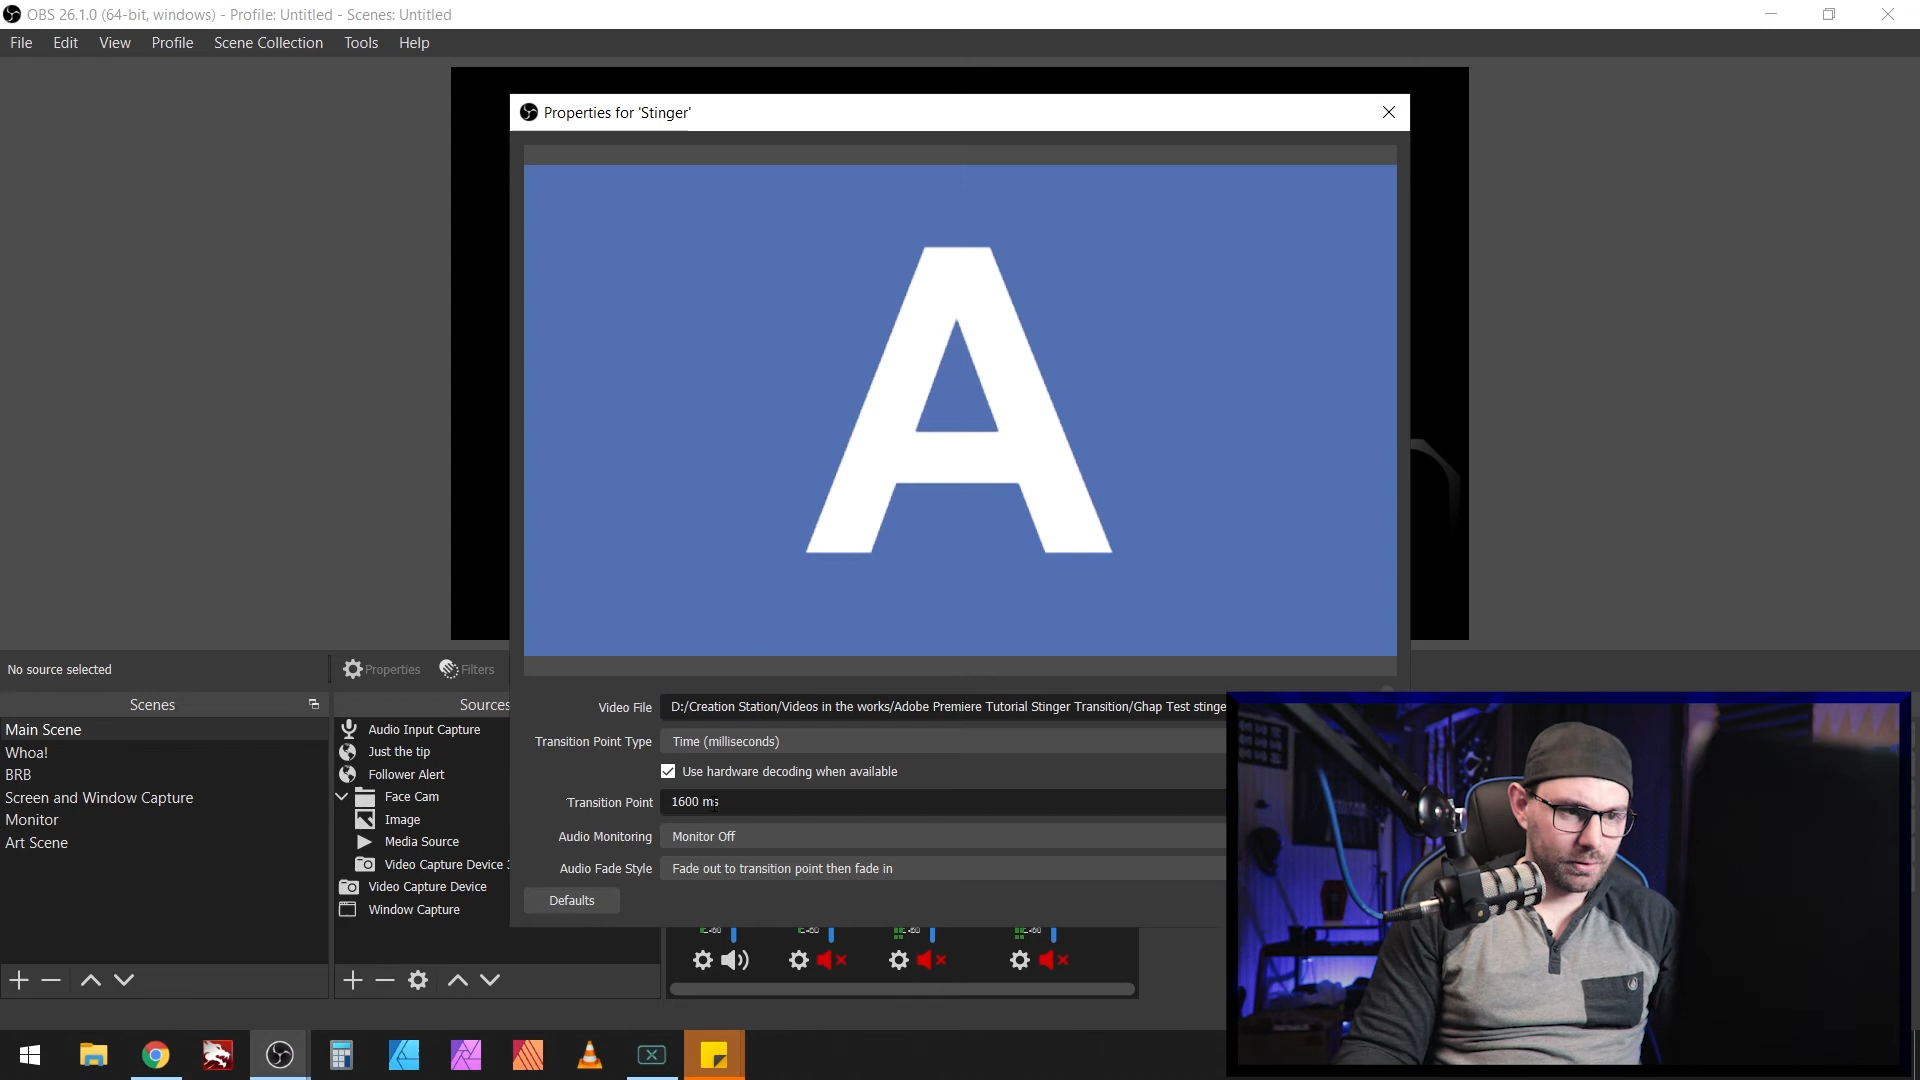 OBS 26.1.0 (64-bit, windows) - Profile: Untitled - Scenes: Untitled
File Edit View Profile Scene Collection Tools Help
Properties for 'Stinger'
A
No source selected
Properties
Filters
Scenes
Sources
Main Scene
Whoa!
BRB
Screen and Window Capture
Monitor
Art Scene
Audio Input Capture
Just the tip
Follower Alert
Face Cam
Image
Media Source
Video Capture Device
Video Capture Device
Window Capture
Video File D:/Creation Station/Videos in the works/Adobe Premiere Tutorial Stinger Transition/Ghap Test stinge
Transition Point Type Time (milliseconds)
Use hardware decoding when available
Transition Point 1600 ms
Audio Monitoring Monitor Off
Audio Fade Style Fade out to transition point then fade in
Defaults